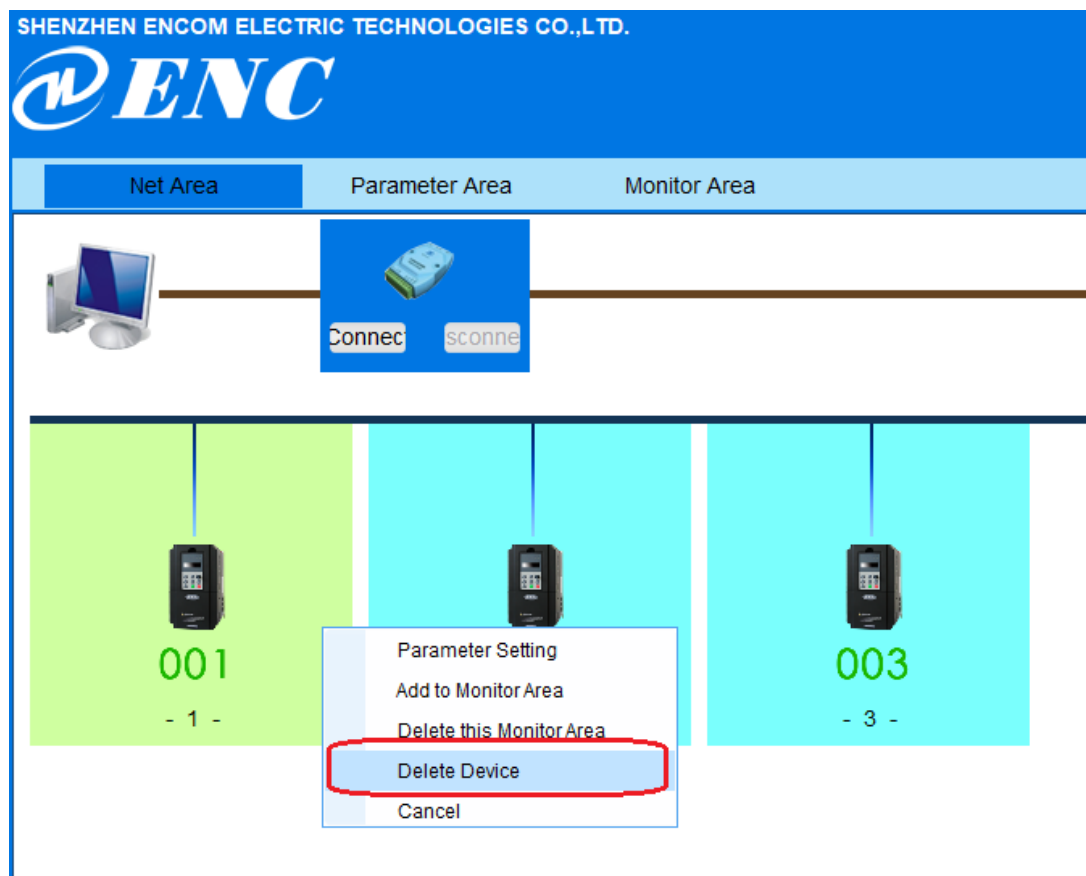 SHENZHEN ENCOM ELECTRIC TECHNOLOGIES CO.,LTD.
ENC
Net Area Parameter Area Monitor Area
Connec sconne
001 003
- 1 - - 3 -
Parameter Setting
Add to Monitor Area
Delete this Monitor Area
Delete Device
Cancel